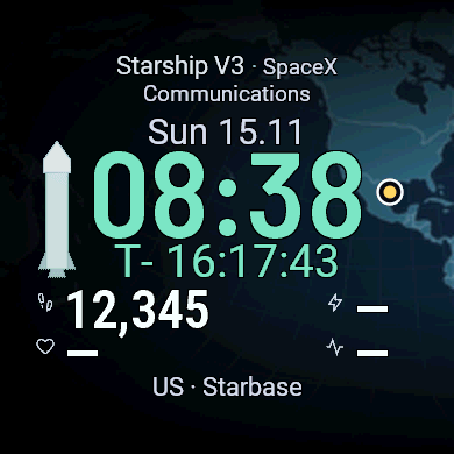 Starship V3 · SpaceX
Communications
Sun 15.11
08:38
T- 16:17:43
12,345 –
– –
US · Starbase